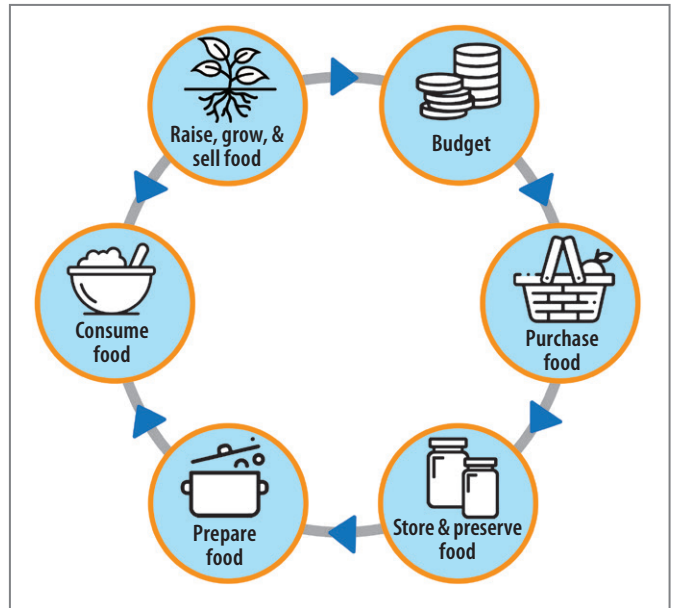 Raise, grow, &
sell food
Budget
Purchase
food
Store & preserve
food
Prepare
food
Consume
food